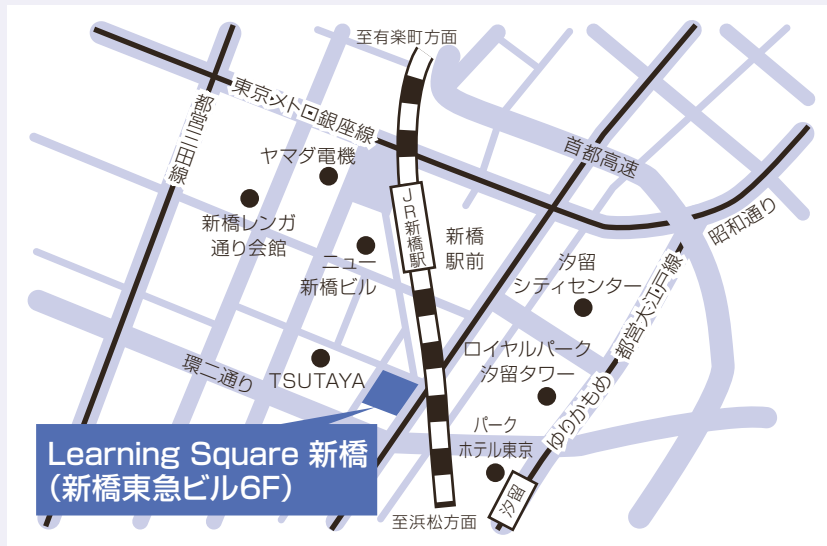 至有楽町方面
東京メトロ銀座線
都営三田線
首都高速
ヤマダ電機
JR新橋駅
新橋レンガ
通り会館
新橋
駅前
昭和通り
ニュー
新橋ビル
汐留
シティセンター
都営大江戸線
ロイヤルパーク
汐留タワー
環二通り
TSUTAYA
ゆりかもめ
パーク
ホテル東京
Learning Square 新橋
(新橋東急ビル6F)
汐留
至浜松方面